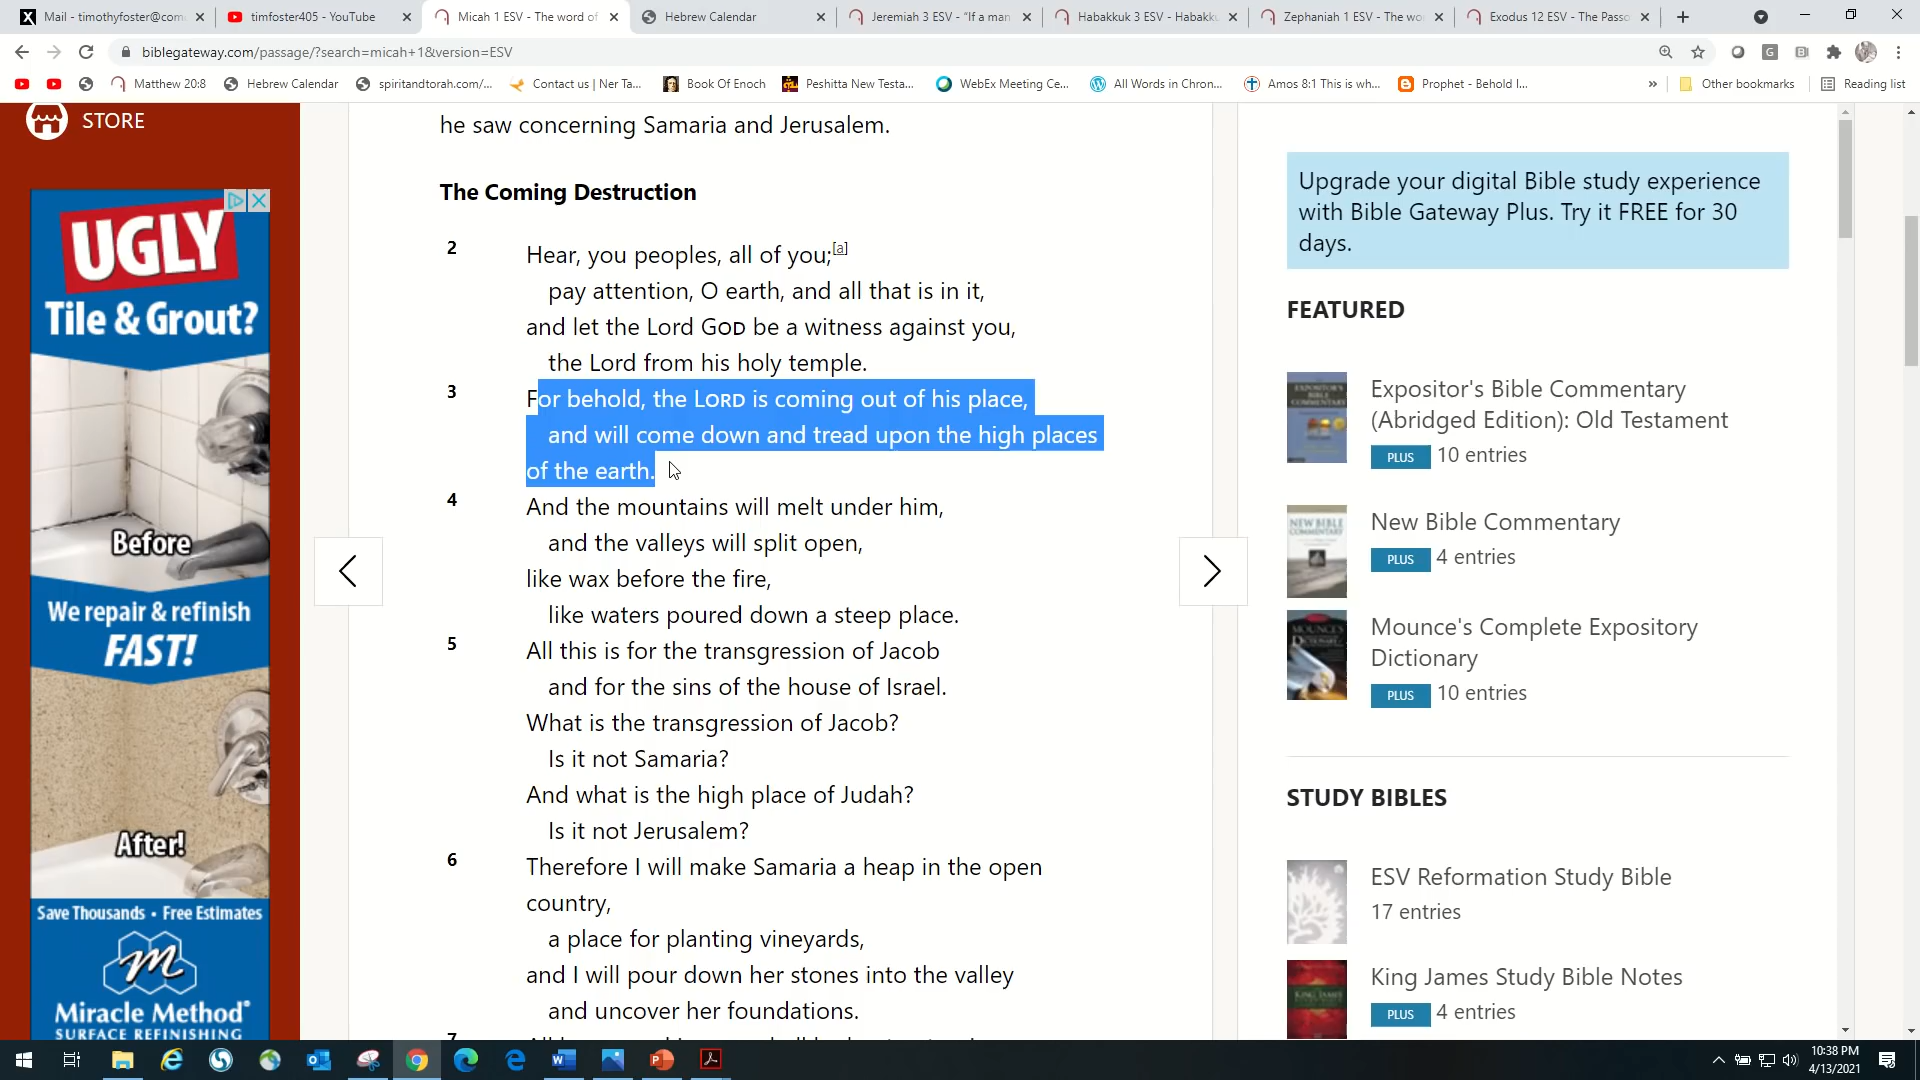 Mail - timothyfoster@com
timfoster405 - YouTube
Micah 1 ESV - The word of
Hebrew Calendar
Jeremiah 3 ESV - “If a man
Habakkuk 3 ESV - Habakku
Zephaniah 1 ESV - The wo
Exodus 12 ESV - The Passo
biblegateway.com/passage/?search=micah+1&version=ESV
Matthew 20:8
Hebrew Calendar
spiritandtorah.com/...
Contact us | Ner Ta...
Book Of Enoch
Peshitta New Testa...
WebEx Meeting Ce...
All Words in Chron...
Amos 8:1 This is wh...
Prophet - Behold I...
»
Other bookmarks
Reading list
STORE
UGLY
Tile & Grout?
Before
We repair & refinish
FAST!
After!
Save Thousands • Free Estimates
Miracle Method®
SURFACE REFINISHING
he saw concerning Samaria and Jerusalem.
The Coming Destruction
2 Hear, you peoples, all of you;[a]
pay attention, O earth, and all that is in it,
and let the Lord GOD be a witness against you,
the Lord from his holy temple.
3 For behold, the LORD is coming out of his place,
and will come down and tread upon the high places
of the earth.
4 And the mountains will melt under him,
and the valleys will split open,
like wax before the fire,
like waters poured down a steep place.
5 All this is for the transgression of Jacob
and for the sins of the house of Israel.
What is the transgression of Jacob?
Is it not Samaria?
And what is the high place of Judah?
Is it not Jerusalem?
6 Therefore I will make Samaria a heap in the open
country,
a place for planting vineyards,
and I will pour down her stones into the valley
and uncover her foundations.
7
Upgrade your digital Bible study experience
with Bible Gateway Plus. Try it FREE for 30
days.
FEATURED
Expositor's Bible Commentary
(Abridged Edition): Old Testament
PLUS 10 entries
New Bible Commentary
PLUS 4 entries
Mounce's Complete Expository
Dictionary
PLUS 10 entries
STUDY BIBLES
ESV Reformation Study Bible
17 entries
King James Study Bible Notes
PLUS 4 entries
10:38 PM
4/13/2021